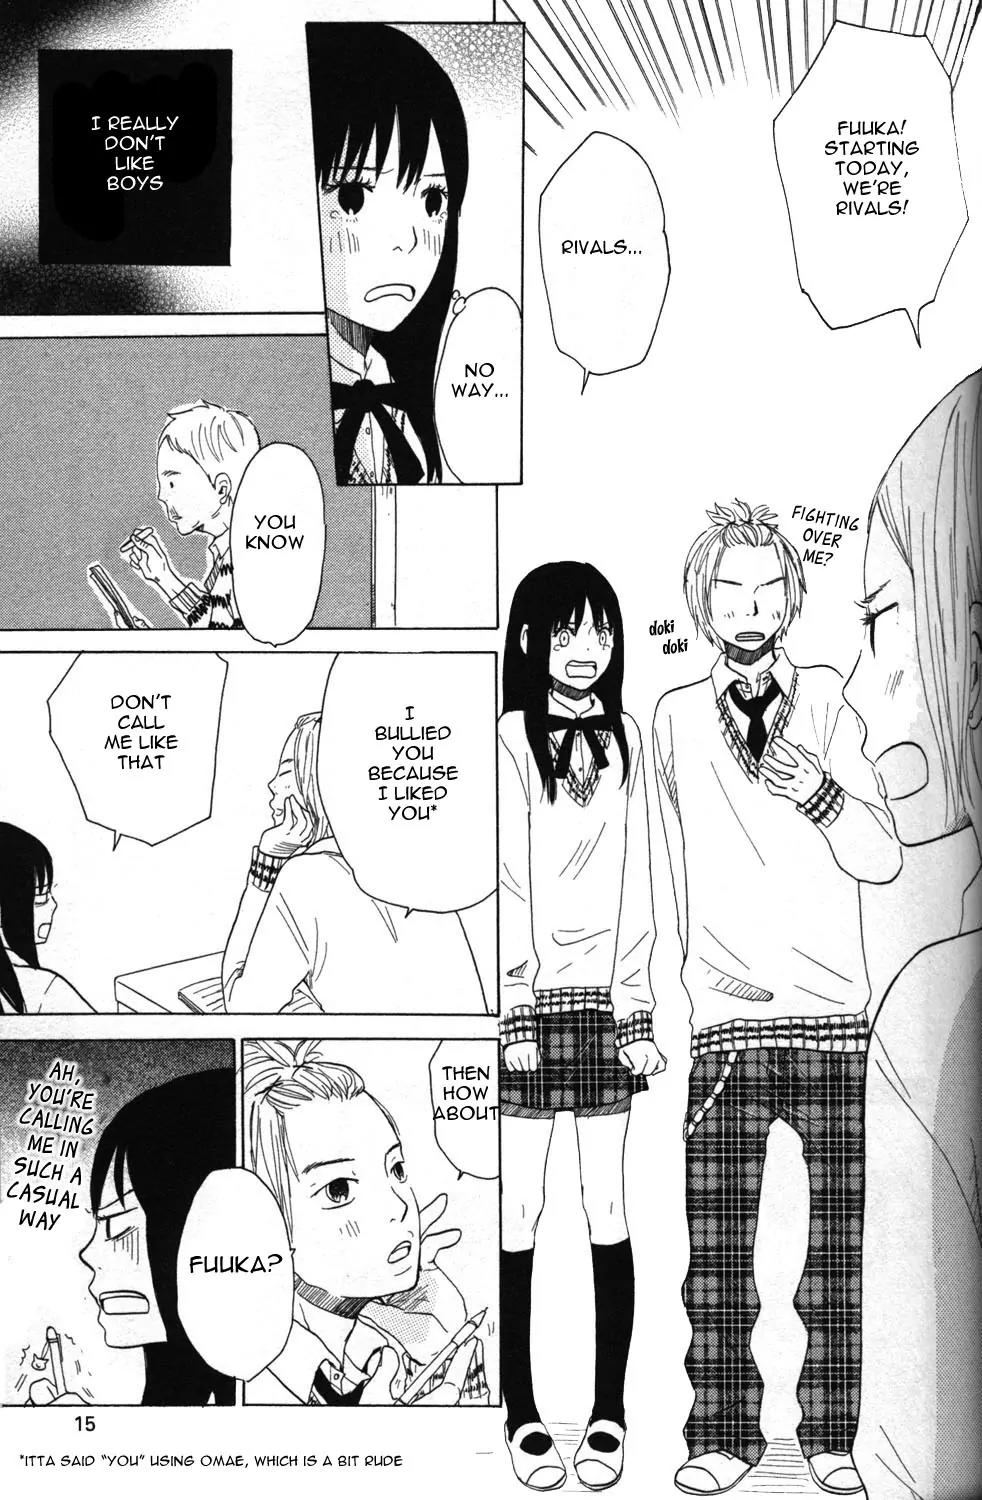 FUUKA!
STARTING
TODAY,
WE'RE
RIVALS!
RIVALS...
FIGHTING
OVER
ME?
doki
doki
NO
WAY...
I REALLY
DON'T
LIKE
BOYS
YOU
KNOW
I
BULLIED
YOU
BECAUSE
I LIKED
YOU*
DON'T
CALL
ME LIKE
THAT
THEN
HOW
ABOUT
FUUKA?
AH,
YOU'RE
CALLING
ME IN
SUCH A
CASUAL
WAY
15
*ITTA SAID "YOU" USING OMAE, WHICH IS A BIT RUDE